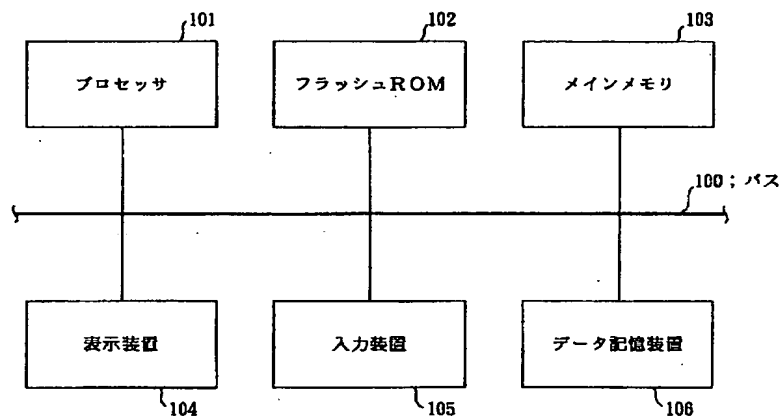 101
102
103
プロセッサ
フラッシュROM
メインメモリ
100;バス
表示装置
入力装置
データ記憶装置
104
105
106